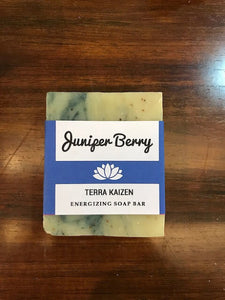 Juniper Berry
TERRA KAIZEN
ENERGIZING SOAP BAR